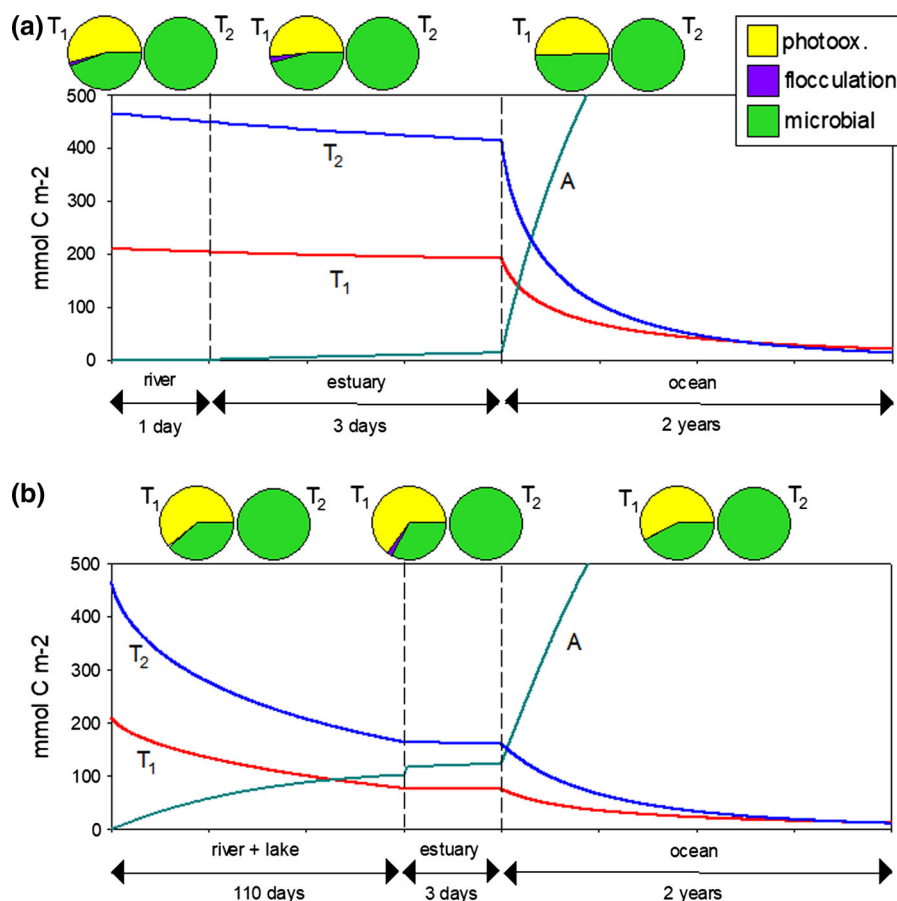 (a) T1 T2 T1 T2 T1 T2
photoox.
flocculation
microbial
500
400
300
200
100
0
mmol C m-2
T2
T1
A
river estuary ocean
1 day 3 days 2 years
(b) T1 T2 T1 T2 T1 T2
500
400
300
200
100
0
mmol C m-2
T2
T1
A
river + lake estuary ocean
110 days 3 days 2 years